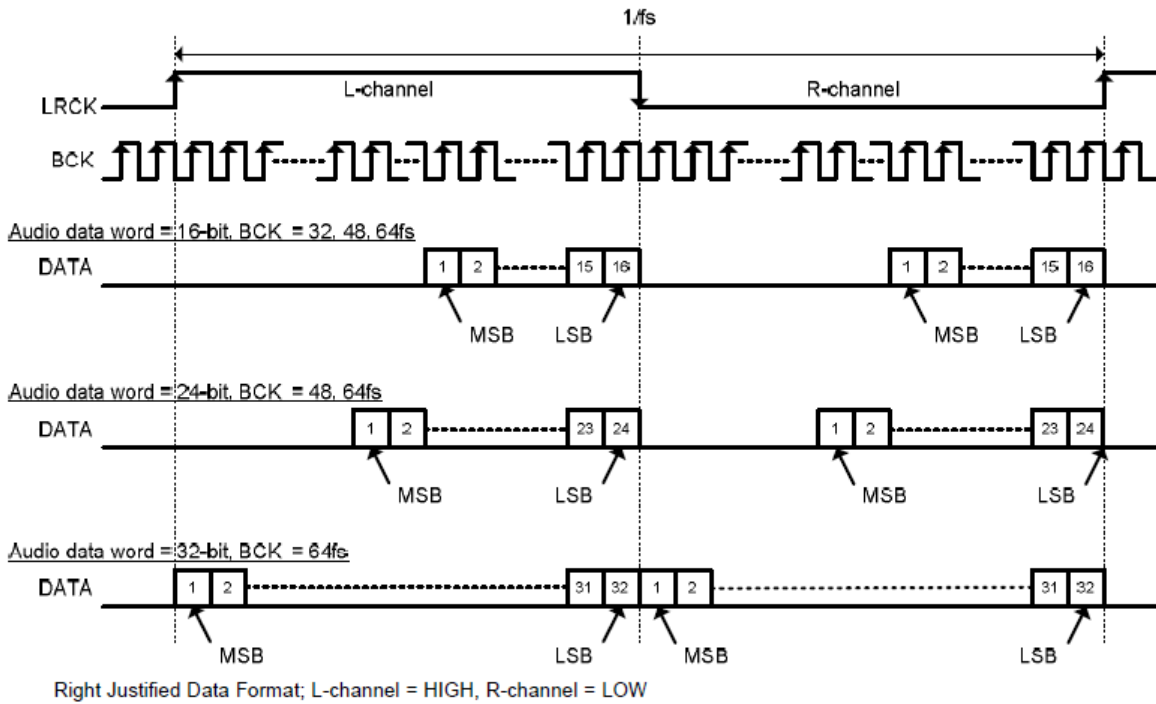 1/fs
LRCK L-channel R-channel
BCK
Audio data word = 16-bit, BCK = 32, 48, 64fs
DATA 1 2 15 16 1 2 15 16
MSB LSB MSB LSB
Audio data word = 24-bit, BCK = 48, 64fs
DATA 1 2 23 24 1 2 23 24
MSB LSB MSB LSB
Audio data word = 32-bit, BCK = 64fs
DATA 1 2 31 32 1 2 31 32
MSB LSB MSB LSB
Right Justified Data Format; L-channel = HIGH, R-channel = LOW